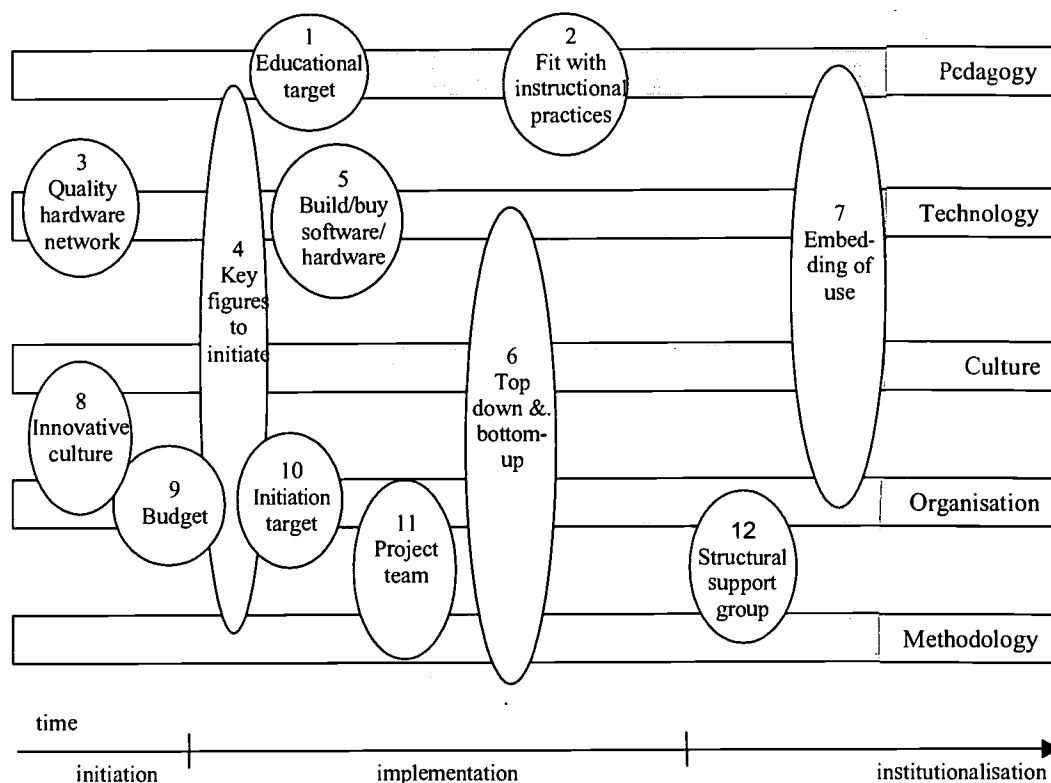 1
Educational
target
2
Fit with
instructional
practices
Pedagogy
3
Quality
hardware
network
5
Build/buy
software/
hardware
Technology
4
Key
figures to
initiate
7
Embed-
ding of
use
6
Top
down &.
bottom-
up
Culture
8
Innovative
culture
9
Budget
10
Initiation
target
Organisation
11
Project
team
12
Structural
support
group
Methodology
time
initiation
implementation
institutionalisation